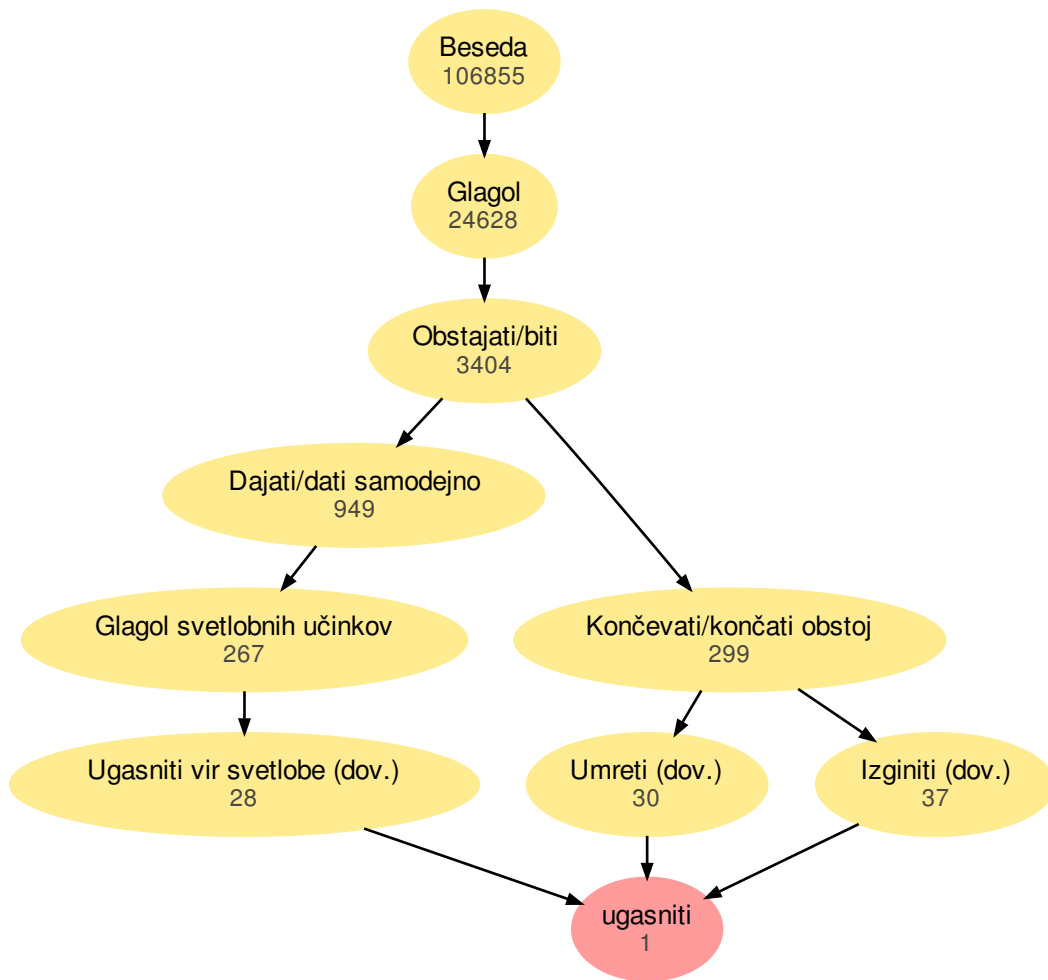 Beseda
106855
Glagol
24628
Obstajati/biti
3404
Dajati/dati samodejno
949
Glagol svetlobnih učinkov
267
Končevati/končati obstoj
299
Ugasniti vir svetlobe (dov.)
28
Umreti (dov.)
30
Izginiti (dov.)
37
ugasniti
1